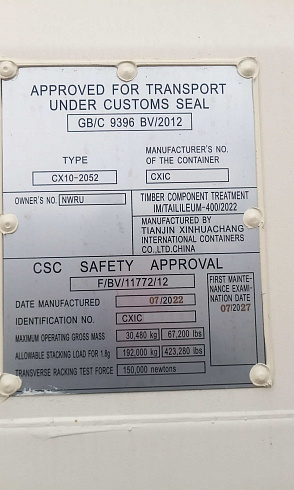 APPROVED FOR TRANSPORT
UNDER CUSTOMS SEAL
GB/C 9396 BV/2012
TYPE
CX10-2052
MANUFACTURER'S NO.
OF THE CONTAINER
CXIC
OWNER'S NO. NWRU
TIMBER COMPONENT TREATMENT
IM/TAILILEUM-400/2022
MANUFACTURED BY
TIANJIN XINHUACHANG
INTERNATIONAL CONTAINERS
CO.,LTD.CHINA
CSC SAFETY APPROVAL
F/BV/11772/12
DATE MANUFACTURED 07/2022
IDENTIFICATION NO. CXIC
MAXIMUM OPERATING GROSS MASS 30,480 kg 67,200 lbs
ALLOWABLE STACKING LOAD FOR 1.8g 192,000 kg 423,280 lbs
TRANSVERSE RACKING TEST FORCE 150,000 newtons
FIRST MAINTE-
NANCE EXAMI-
NATION DATE
07/2027